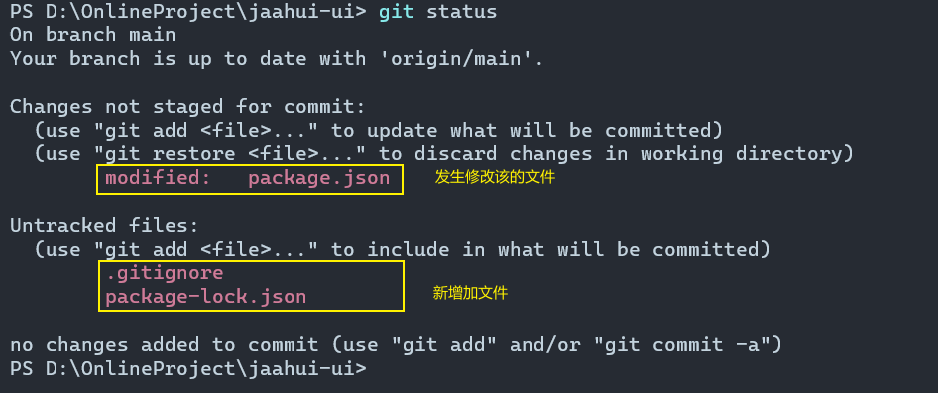 PS D:\OnlineProject\jaahui-ui> git status
On branch main
Your branch is up to date with 'origin/main'.
Changes not staged for commit:
  (use "git add <file>..." to update what will be committed)
  (use "git restore <file>..." to discard changes in working directory)
        modified:   package.json 发生修改该的文件
Untracked files:
  (use "git add <file>..." to include in what will be committed)
        .gitignore
        package-lock.json 新增加文件
no changes added to commit (use "git add" and/or "git commit -a")
PS D:\OnlineProject\jaahui-ui>